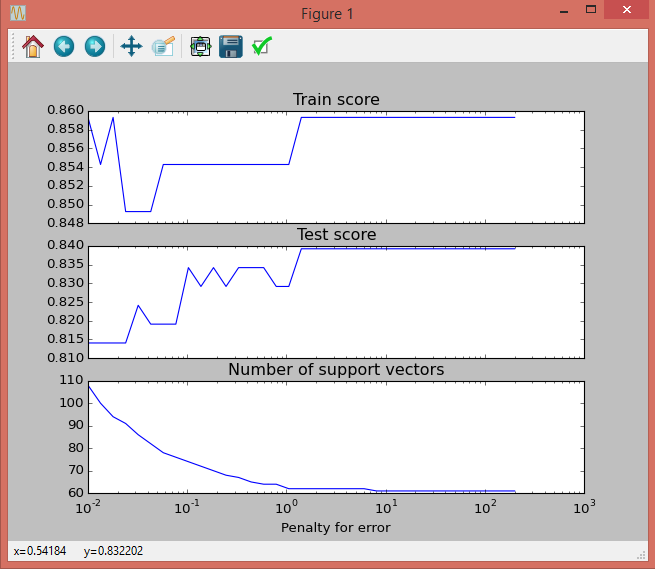 Figure 1
Train score
0.860
0.858
0.856
0.854
0.852
0.850
0.848
Test score
0.840
0.835
0.830
0.825
0.820
0.815
0.810
Number of support vectors
110
100
90
80
70
60
10⁻² 10⁻¹ 10⁰ 10¹ 10² 10³
Penalty for error
x=0.54184 y=0.832202